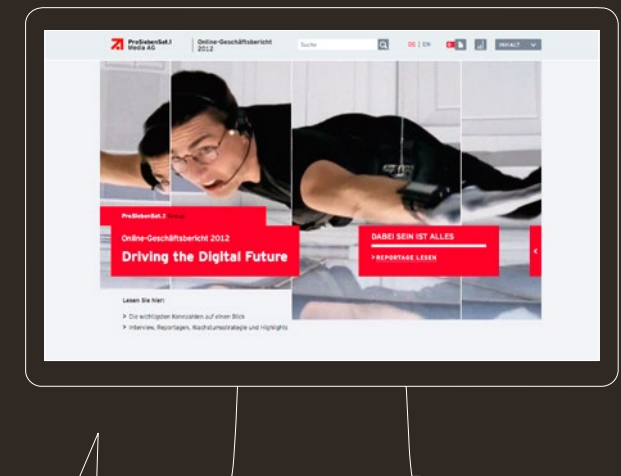 ProSiebenSat.1
Media AG
Online-Geschäftsbericht
2012
Suche
DE | EN
INHALT
ProSiebenSat.1 Group
Online-Geschäftsbericht 2012
Driving the Digital Future
DABEI SEIN IST ALLES
> REPORTAGE LESEN
Lesen Sie hier:
> Die wichtigsten Kennzahlen auf einen Blick
> Interview, Reportagen, Wachstumsstrategie und Highlights